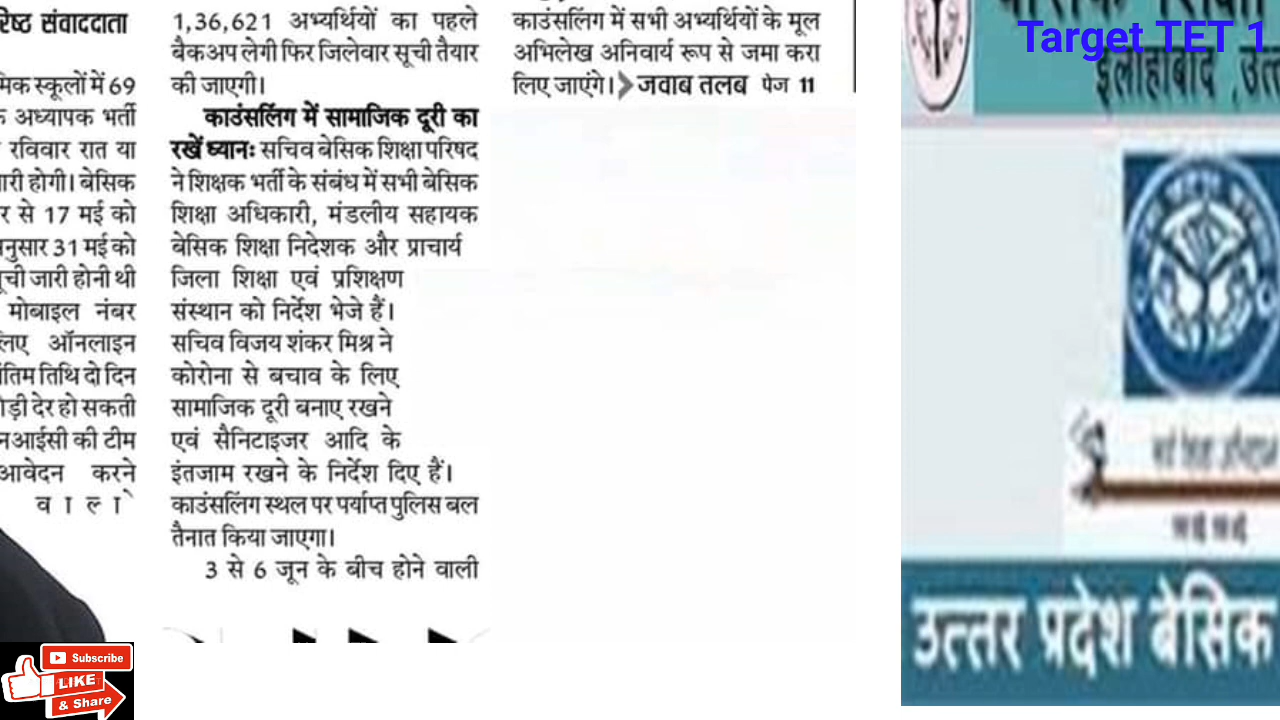 रिष्ठ संवाददाता
मिक स्कूलों में 69
अध्यापक भर्ती
रविवार रात या
ारी होगी। बेसिक
र से 17 मई को
नुसार 31 मई को
ूची जारी होनी थी
मोबाइल नंबर
लिए ऑनलाइन
ंतिम तिथि दो दिन
ोड़ी देर हो सकती
नआईसी की टीम
आवेदन करने
वाले
1,36,621 अभ्यर्थियों का पहले
बैकअप लेगी फिर जिलेवार सूची तैयार
की जाएगी।
काउंसलिंग में सामाजिक दूरी का
रखें ध्यानः सचिव बेसिक शिक्षा परिषद
ने शिक्षक भर्ती के संबंध में सभी बेसिक
शिक्षा अधिकारी, मंडलीय सहायक
बेसिक शिक्षा निदेशक और प्राचार्य
जिला शिक्षा एवं प्रशिक्षण
संस्थान को निर्देश भेजे हैं।
सचिव विजय शंकर मिश्र ने
कोरोना से बचाव के लिए
सामाजिक दूरी बनाए रखने
एवं सैनिटाइजर आदि के
इंतजाम रखने के निर्देश दिए हैं।
काउंसलिंग स्थल पर पर्याप्त पुलिस बल
तैनात किया जाएगा।
3 से 6 जून के बीच होने वाली
काउंसलिंग में सभी अभ्यर्थियों के मूल
अभिलेख अनिवार्य रूप से जमा करा
लिए जाएंगे। जवाब तलब पेज 11
Target TET 1
इलाहाबाद ,उत्त
उत्तर प्रदेश बेसिक
Subscribe
LIKE
& Share